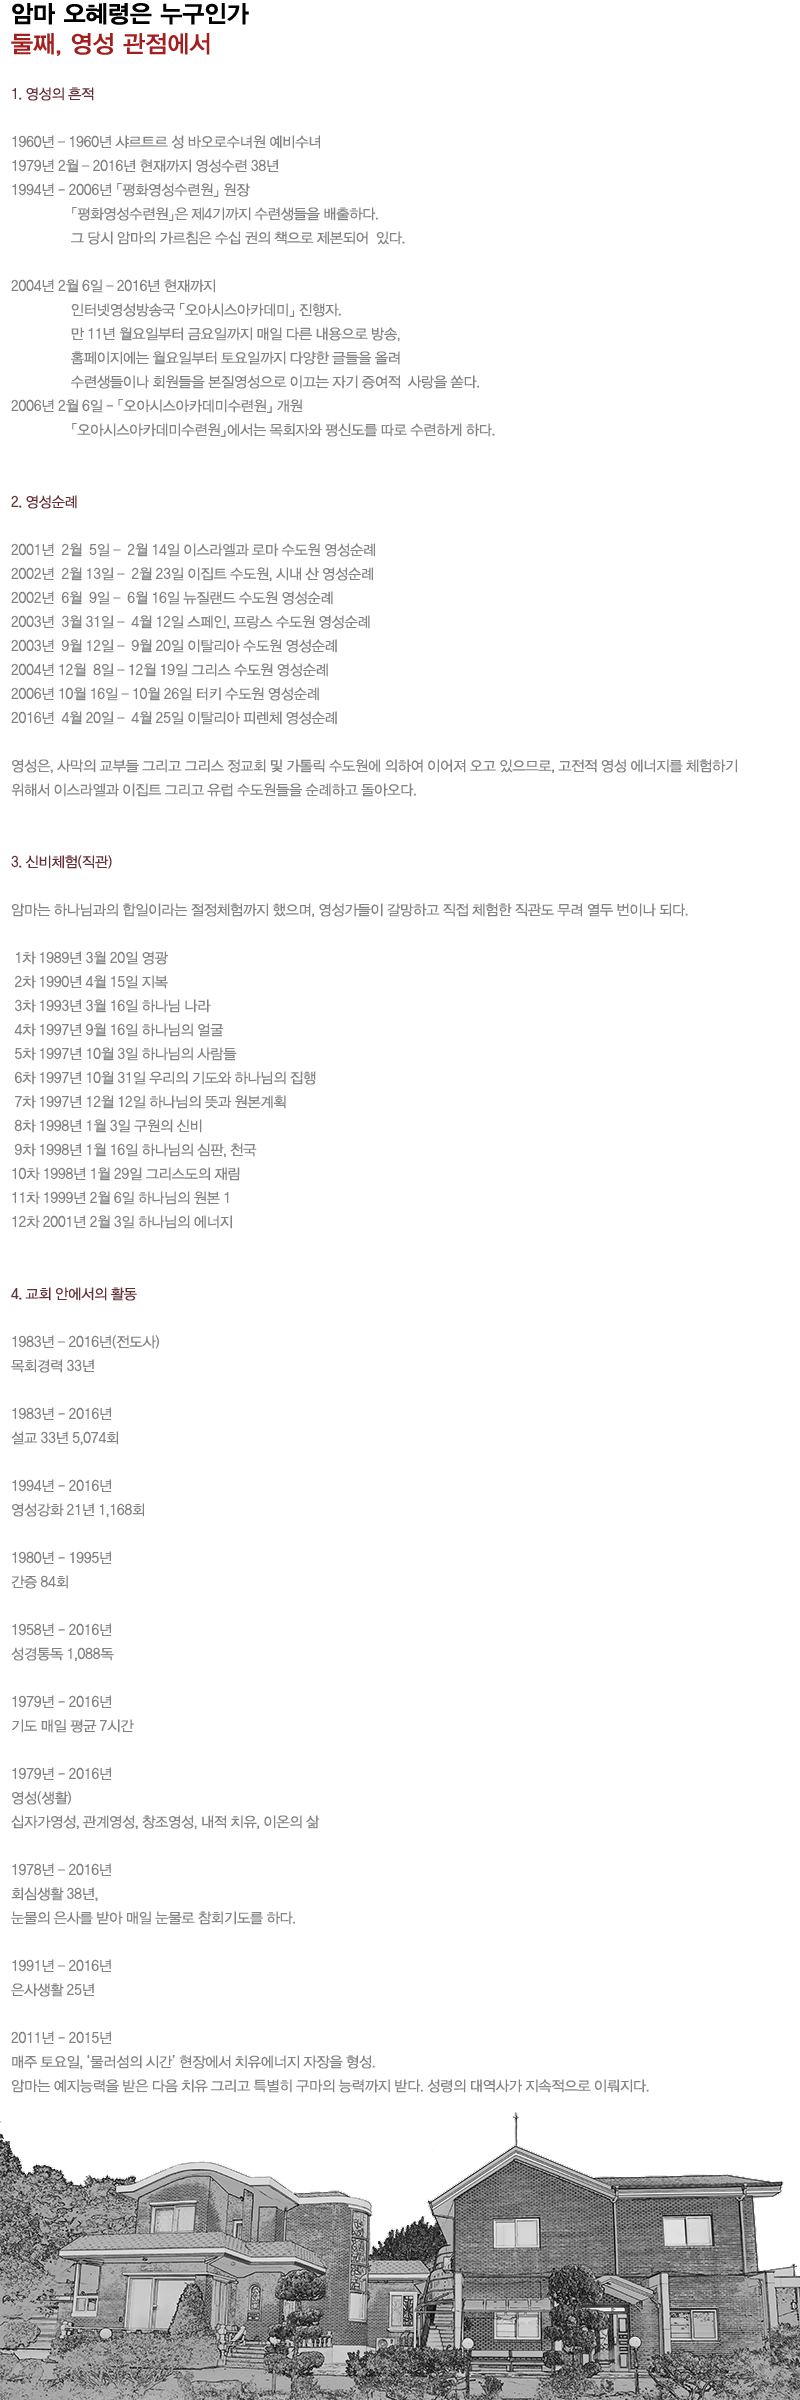 암마 오혜령은 누구인가
둘째, 영성 관점에서
1. 영성의 흔적
1960년 – 1960년 샤르트르 성 바오로수녀원 예비수녀
1979년 2월 – 2016년 현재까지 영성수련 38년
1994년 – 2006년 「평화영성수련원」 원장
「평화영성수련원」은 제4기까지 수련생들을 배출하다.
그 당시 암마의 가르침은 수십 권의 책으로 제본되어 있다.
2004년 2월 6일 – 2016년 현재까지
인터넷영성방송국 「오아시스아카데미」 진행자.
만 11년 월요일부터 금요일까지 매일 다른 내용으로 방송,
홈페이지에는 월요일부터 토요일까지 다양한 글들을 올려
수련생들이나 회원들을 본질영성으로 이끄는 자기 증여적 사랑을 쏟다.
2006년 2월 6일 – 「오아시스아카데미수련원」 개원
「오아시스아카데미수련원」에서는 목회자와 평신도를 따로 수련하게 하다.
2. 영성순례
2001년 2월 5일 – 2월 14일 이스라엘과 로마 수도원 영성순례
2002년 2월 13일 – 2월 23일 이집트 수도원, 시내 산 영성순례
2002년 6월 9일 – 6월 16일 뉴질랜드 수도원 영성순례
2003년 3월 31일 – 4월 12일 스페인, 프랑스 수도원 영성순례
2003년 9월 12일 – 9월 20일 이탈리아 수도원 영성순례
2004년 12월 8일 – 12월 19일 그리스 수도원 영성순례
2006년 10월 16일 – 10월 26일 터키 수도원 영성순례
2016년 4월 20일 – 4월 25일 이탈리아 피렌체 영성순례
영성은, 사막의 교부들 그리고 그리스 정교회 및 가톨릭 수도원에 의하여 이어져 오고 있으므로, 고전적 영성 에너지를 체험하기
위해서 이스라엘과 이집트 그리고 유럽 수도원들을 순례하고 돌아오다.
3. 신비체험(직관)
암마는 하나님과의 합일이라는 절정체험까지 했으며, 영성가들이 갈망하고 직접 체험한 직관도 무려 열두 번이나 되다.
1차 1989년 3월 20일 영광
2차 1990년 4월 15일 지복
3차 1993년 3월 16일 하나님 나라
4차 1997년 9월 16일 하나님의 얼굴
5차 1997년 10월 3일 하나님의 사람들
6차 1997년 10월 31일 우리의 기도와 하나님의 집행
7차 1997년 12월 12일 하나님의 뜻과 원본계획
8차 1998년 1월 3일 구원의 신비
9차 1998년 1월 16일 하나님의 심판, 천국
10차 1998년 1월 29일 그리스도의 재림
11차 1999년 2월 6일 하나님의 원본 1
12차 2001년 2월 3일 하나님의 에너지
4. 교회 안에서의 활동
1983년 – 2016년(전도사)
목회경력 33년
1983년 – 2016년
설교 33년 5,074회
1994년 – 2016년
영성강화 21년 1,168회
1980년 – 1995년
간증 84회
1958년 – 2016년
성경통독 1,088독
1979년 – 2016년
기도 매일 평균 7시간
1979년 – 2016년
영성(생활)
십자가영성, 관계영성, 창조영성, 내적 치유, 이온의 삶
1978년 – 2016년
회심생활 38년,
눈물의 은사를 받아 매일 눈물로 참회기도를 하다.
1991년 – 2016년
은사생활 25년
2011년 – 2015년
매주 토요일, ‘물러섬의 시간’ 현장에서 치유에너지 자장을 형성.
암마는 예지능력을 받은 다음 치유 그리고 특별히 구마의 능력까지 받다. 성령의 대역사가 지속적으로 이뤄지다.